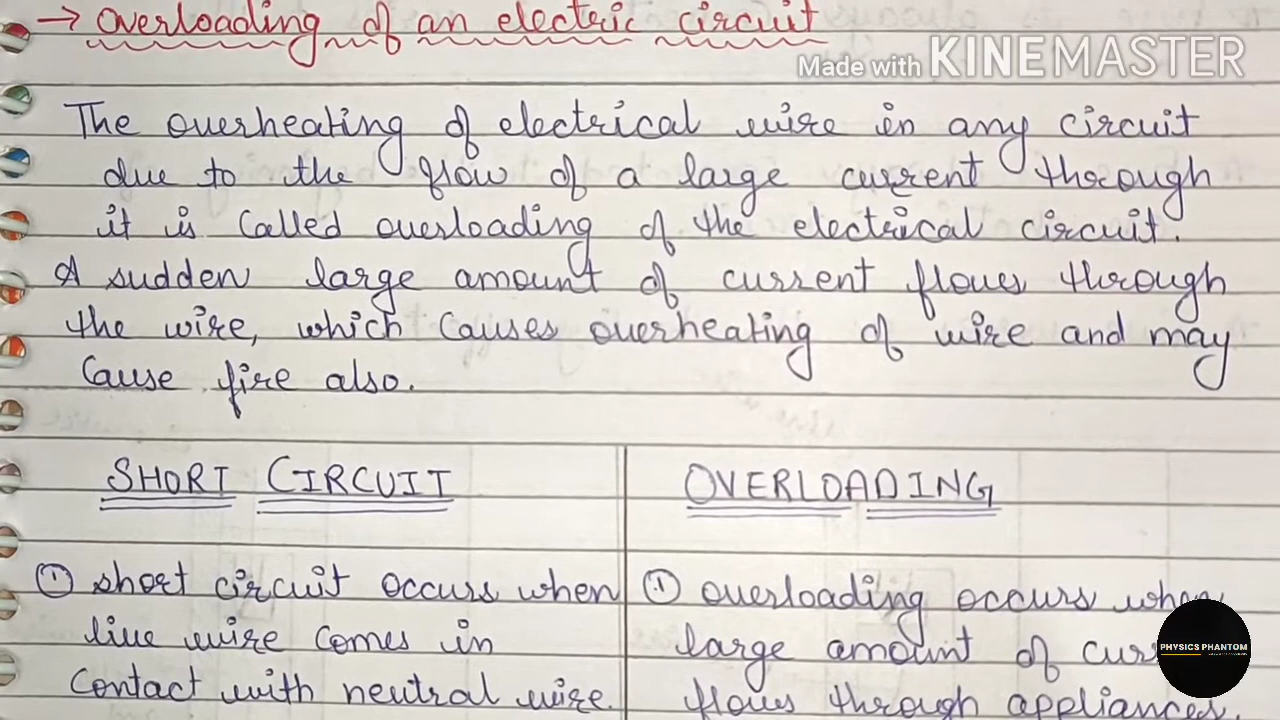 → Overloading of an electric circuit
Made with KINEMASTER
The overheating of electrical wire in any circuit
due to the flow of a large current through
it is called overloading of the electrical circuit.
A sudden large amount of current flows through
the wire, which causes overheating of wire and may
cause fire also.
SHORT CIRCUIT
OVERLOADING
① short circuit occurs when
live wire comes in
contact with neutral wire.
① overloading occurs when
large amount of
flows through appliances.
PHYSICS PHANTOM